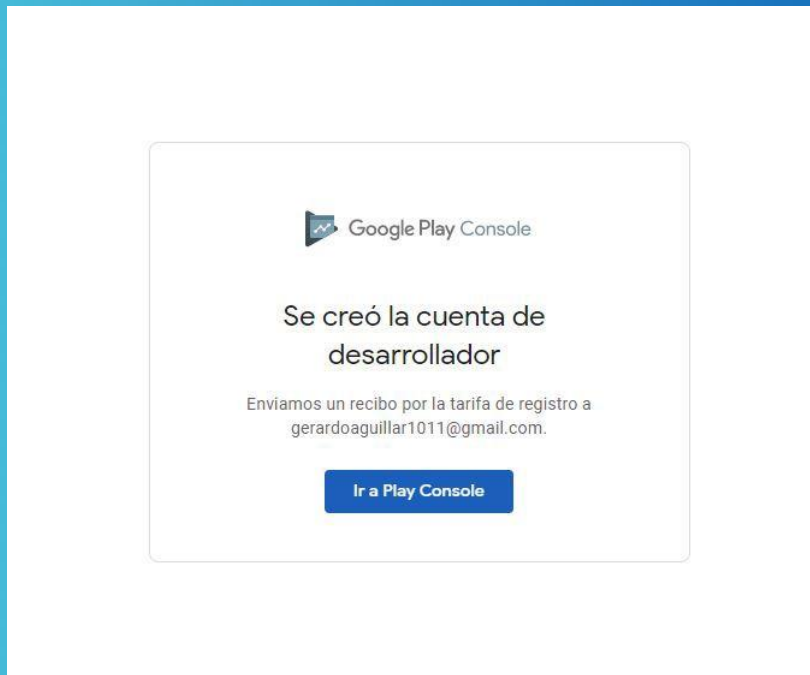 Google Play Console
Se creó la cuenta de
desarrollador
Enviamos un recibo por la tarifa de registro a
gerardoaguillar1011@gmail.com.
Ir a Play Console